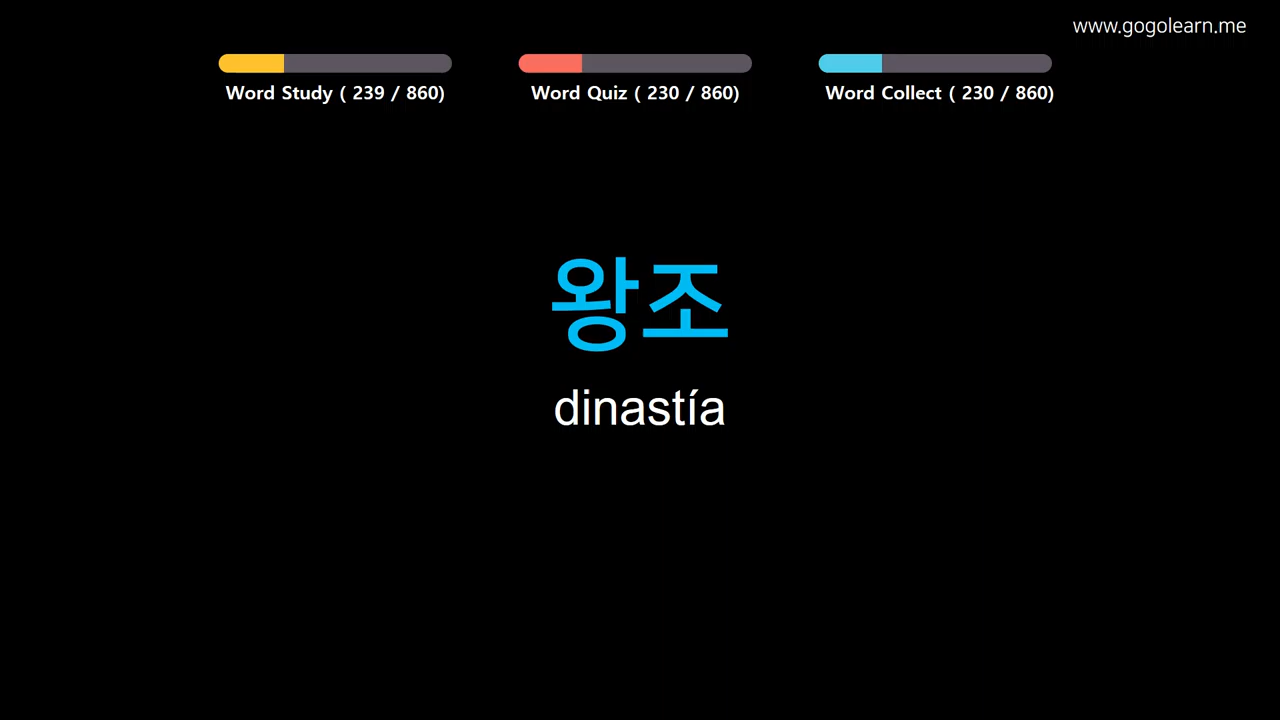 www.gogolearn.me
Word Study ( 239 / 860)
Word Quiz ( 230 / 860)
Word Collect ( 230 / 860)
왕조
dinastía